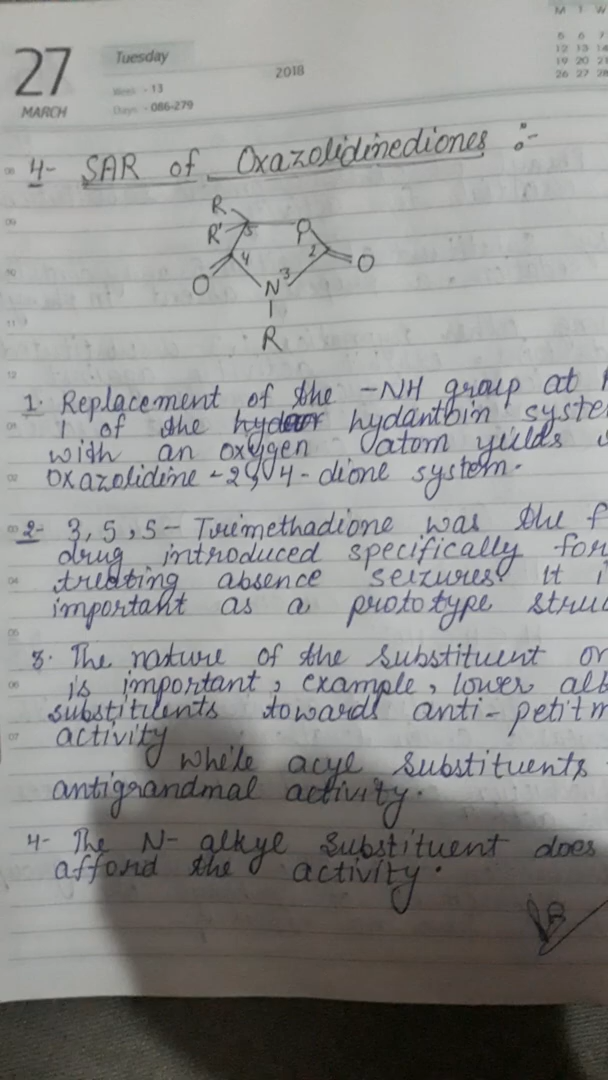 M T W
5 6 7
12 13 14
19 20 21
26 27 28
27
MARCH
Tuesday
Week - 13
Days - 086-279
2018
4- SAR of Oxazolidinediones :-
R
R'
5
O
4
2
O
O
N
3
R
1. Replacement of the -NH group at
1 of the hydantoin syste
with an oxygen atom yields
Oxazolidine -2,4- dione system.
2- 3,5,5- Trimethadione was the f
drug introduced specifically for
treating absence seizures. It i
important as a prototype struc
3. The nature of the substituent on
is important, example, lower alk
substituents towards anti-petitm
activity
while acyl substituents
antigrandmal activity.
4- The N-alkyl substituent does
afford the activity.